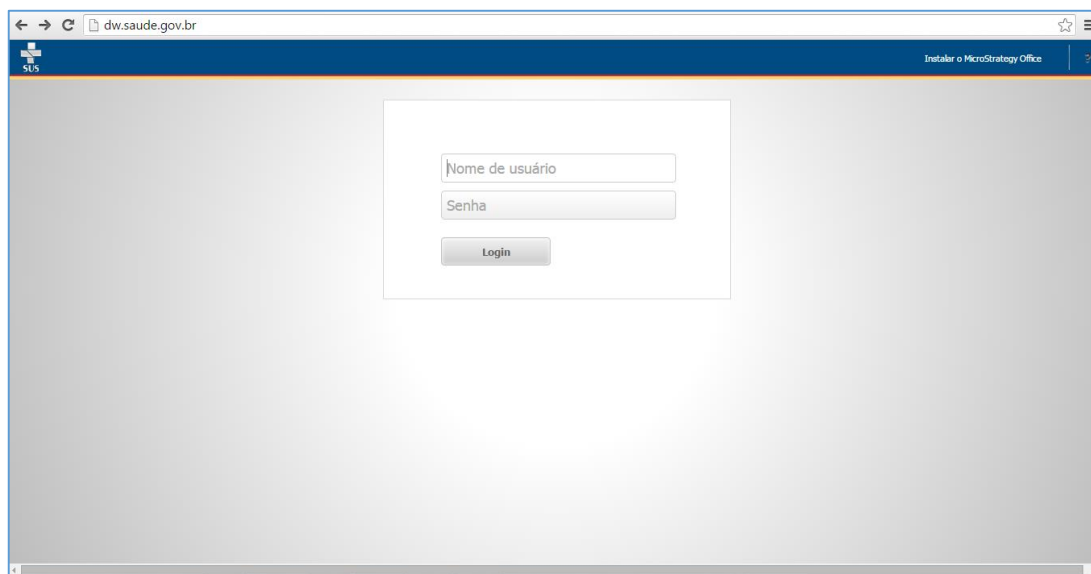 dw.saude.gov.br
SUS
Instalar o MicroStrategy Office
?
Nome de usuário
Senha
Login